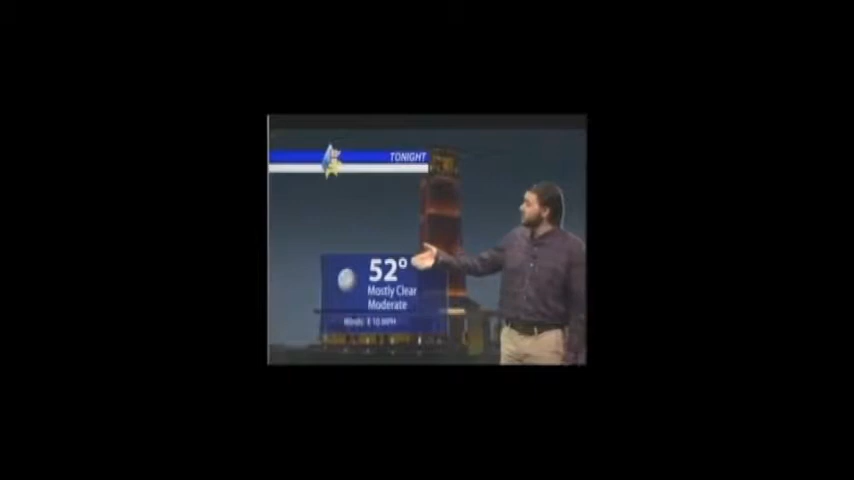 TONIGHT
52°
Mostly Clear
Moderate
Winds E 10 MPH